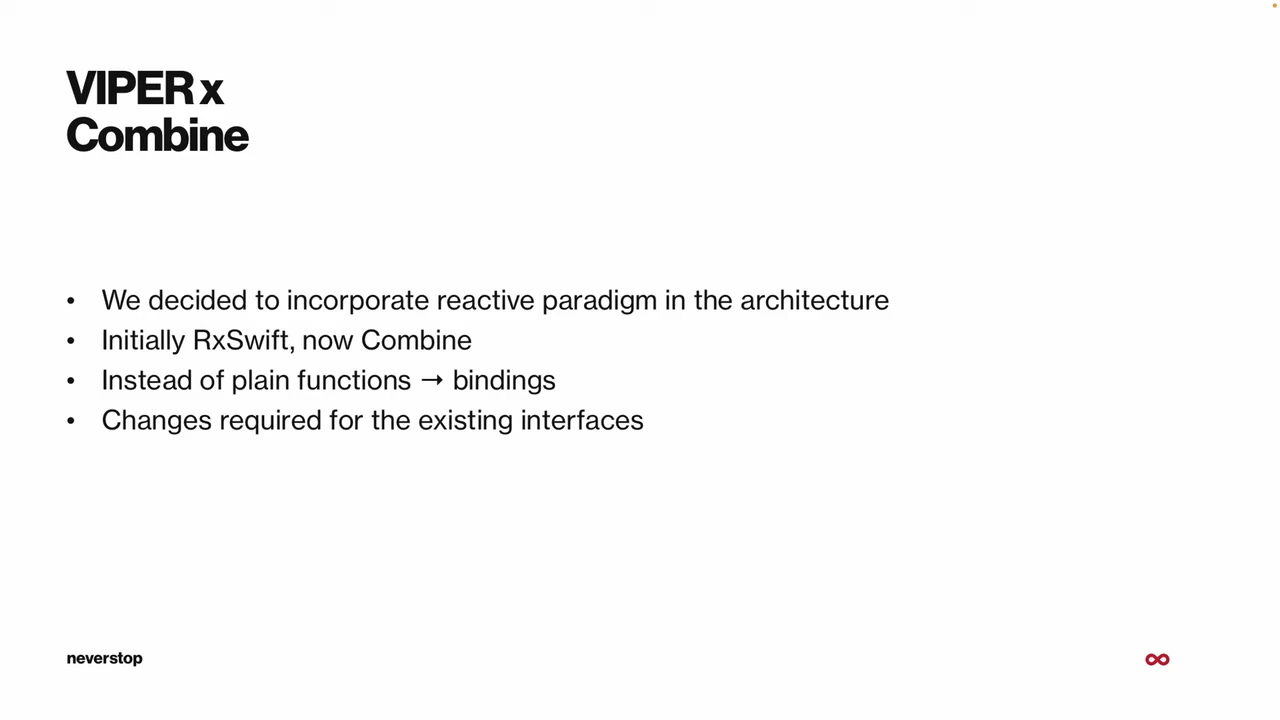 VIPER x
Combine
• We decided to incorporate reactive paradigm in the architecture
• Initially RxSwift, now Combine
• Instead of plain functions → bindings
• Changes required for the existing interfaces
neverstop